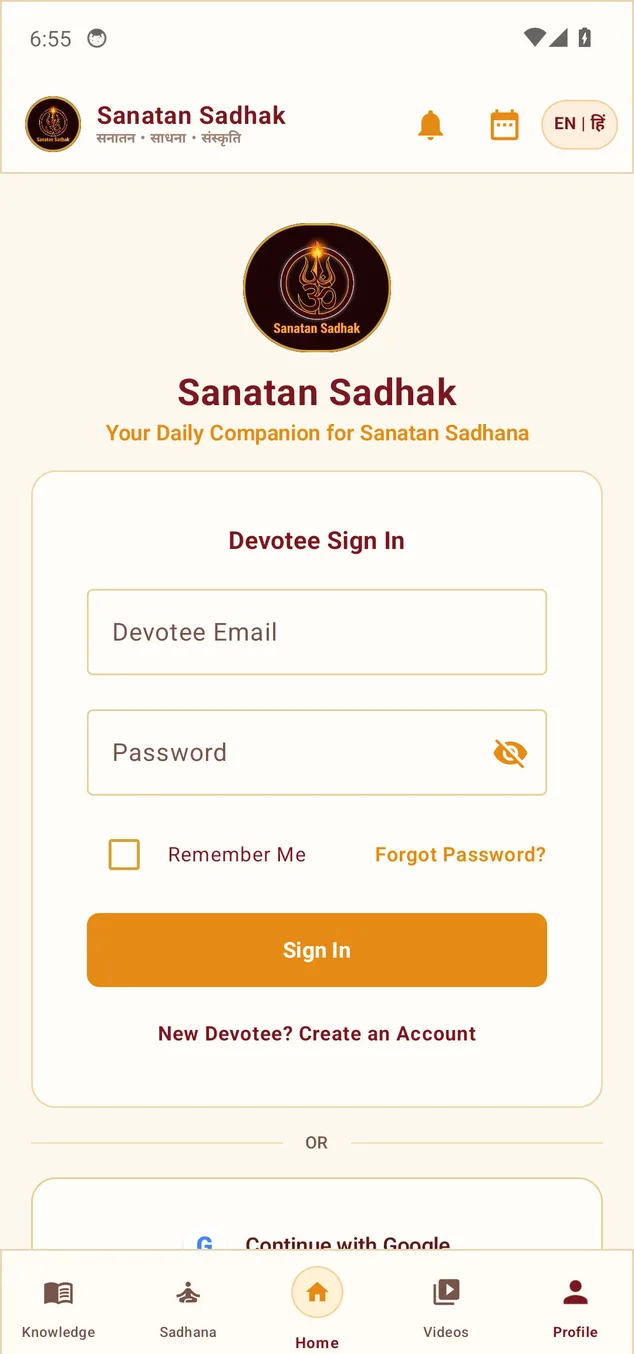 6:55
Sanatan Sadhak
सनातन • साधना • संस्कृति
EN | हिं
Sanatan Sadhak
Sanatan Sadhak
Sanatan Sadhak
Your Daily Companion for Sanatan Sadhana
Devotee Sign In
Devotee Email
Password
Remember Me
Forgot Password?
Sign In
New Devotee? Create an Account
OR
G
Continue with Google
Knowledge
Sadhana
Home
Videos
Profile